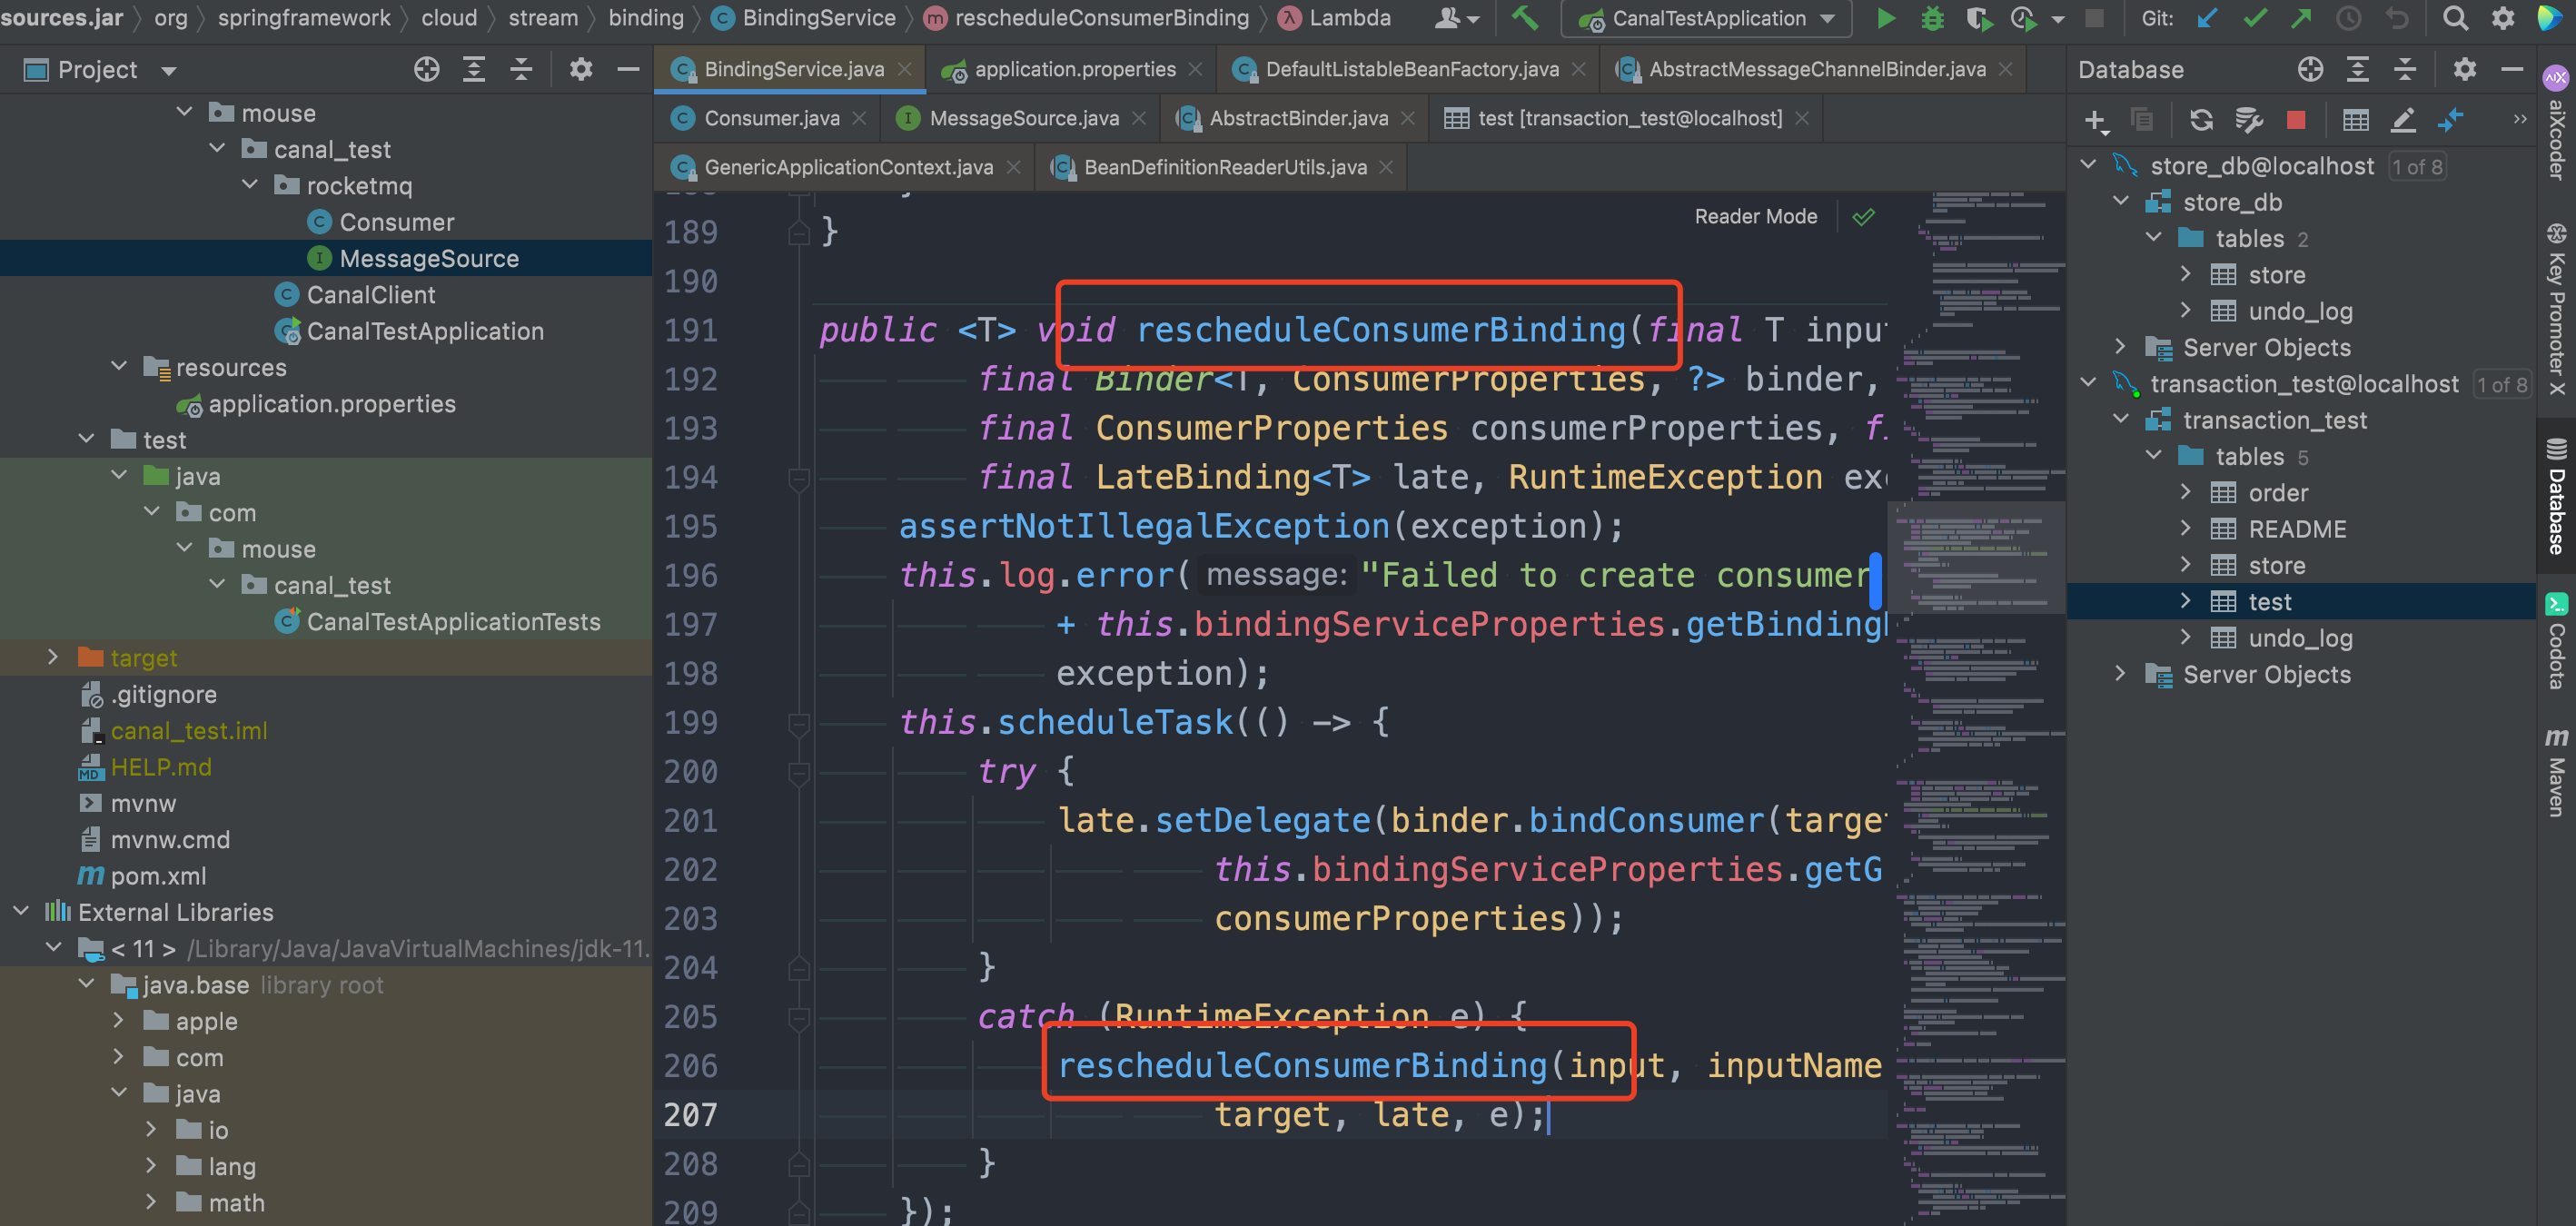 sources.jar org springframework cloud stream binding BindingService rescheduleConsumerBinding Lambda CanalTestApplication Git:
Project
mouse
canal_test
rocketmq
Consumer
MessageSource
CanalClient
CanalTestApplication
resources
application.properties
test
java
com
mouse
canal_test
CanalTestApplicationTests
target
.gitignore
canal_test.iml
HELP.md
mvnw
mvnw.cmd
pom.xml
External Libraries
< 11 > /Library/Java/JavaVirtualMachines/jdk-11.
java.base library root
apple
com
java
io
lang
math
BindingService.java application.properties DefaultListableBeanFactory.java AbstractMessageChannelBinder.java
Consumer.java MessageSource.java AbstractBinder.java test [transaction_test@localhost]
GenericApplicationContext.java BeanDefinitionReaderUtils.java
Reader Mode
189 }
190
191 public <T> void rescheduleConsumerBinding(final T input
192 final Binder<T, ConsumerProperties, ?> binder,
193 final ConsumerProperties consumerProperties, fi
194 final LateBinding<T> late, RuntimeException exc
195 assertNotIllegalException(exception);
196 this.log.error( message: "Failed to create consumer
197 + this.bindingServiceProperties.getBinding
198 exception);
199 this.scheduleTask(() -> {
200 try {
201 late.setDelegate(binder.bindConsumer(target
202 this.bindingServiceProperties.getG
203 consumerProperties));
204 }
205 catch (RuntimeException e) {
206 rescheduleConsumerBinding(input, inputName
207 target, late, e);
208 }
209 });
Database
store_db@localhost 1 of 8
store_db
tables 2
store
undo_log
Server Objects
transaction_test@localhost 1 of 8
transaction_test
tables 5
order
README
store
test
undo_log
Server Objects
aiXcoder
Key Promoter X
Database
Codota
Maven